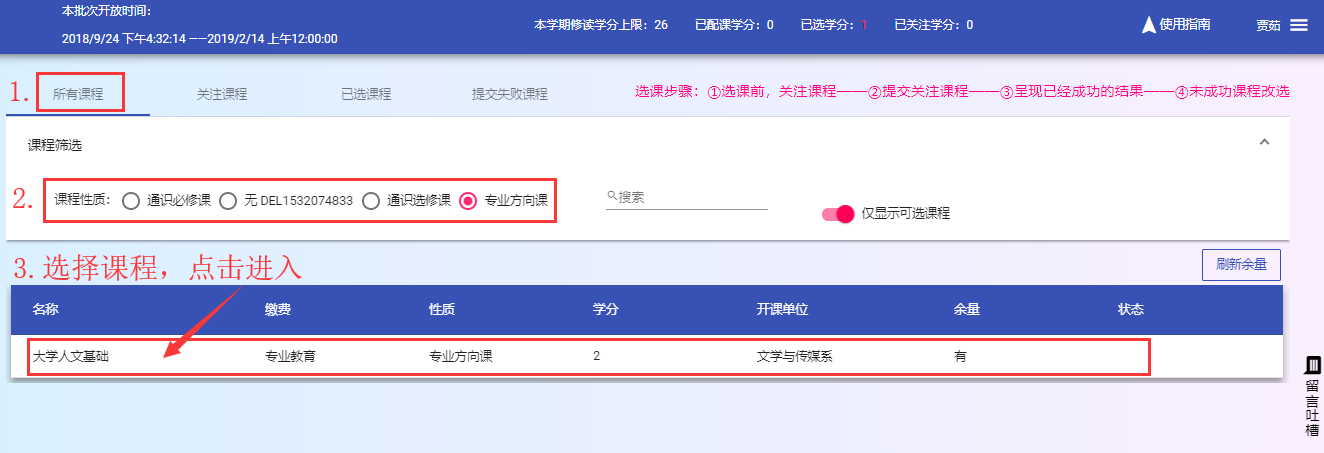 本批次开放时间：
2018/9/24 下午4:32:14 ——2019/2/14 上午12:00:00
本学期修读学分上限：26 已配课学分：0 已选学分：1 已关注学分：0
使用指南
贾茹
1. 所有课程 关注课程 已选课程 提交失败课程
选课步骤：①选课前，关注课程——②提交关注课程——③呈现已经成功的结果——④未成功课程改选
课程筛选
2. 课程性质： 通识必修课 无 DEL1532074833 通识选修课 专业方向课
搜索
仅显示可选课程
3.选择课程，点击进入
刷新余量
名称 缴费 性质 学分 开课单位 余量 状态
大学人文基础 专业教育 专业方向课 2 文学与传媒系 有
留言吐槽